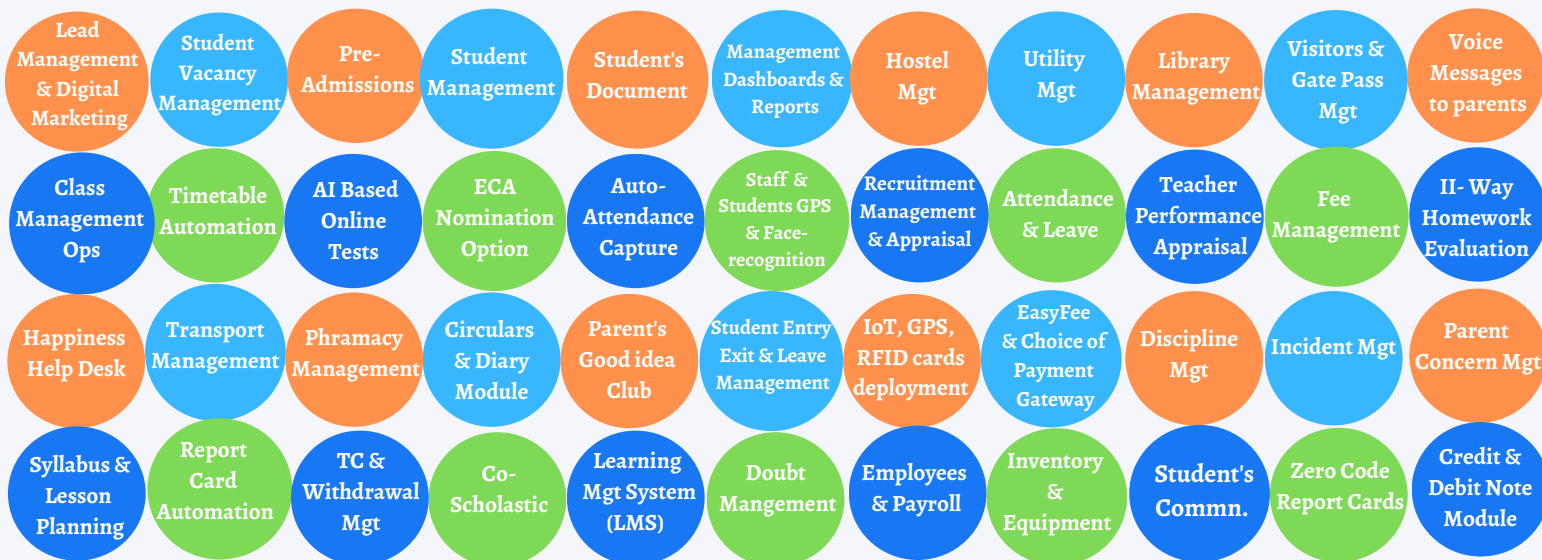 Lead
Management
& Digital
Marketing
Student
Vacancy
Management
Pre-
Admissions
Student
Management
Student's
Document
Management
Dashboards &
Reports
Hostel
Mgt
Utility
Mgt
Library
Management
Visitors &
Gate Pass
Mgt
Voice
Messages
to parents
Class
Management
Ops
Timetable
Automation
AI Based
Online
Tests
ECA
Nomination
Option
Auto-
Attendance
Capture
Staff &
Students GPS
& Face-
recognition
Recruitment
Management
& Appraisal
Attendance
& Leave
Teacher
Performance
Appraisal
Fee
Management
II- Way
Homework
Evaluation
Happiness
Help Desk
Transport
Management
Phramacy
Management
Circulars
& Diary
Module
Parent's
Good idea
Club
Student Entry
Exit & Leave
Management
IoT, GPS,
RFID cards
deployment
EasyFee
& Choice of
Payment
Gateway
Discipline
Mgt
Incident Mgt
Parent
Concern Mgt
Syllabus &
Lesson
Planning
Report
Card
Automation
TC &
Withdrawal
Mgt
Co-
Scholastic
Learning
Mgt System
(LMS)
Doubt
Mangement
Employees
& Payroll
Inventory
&
Equipment
Student's
Commn.
Zero Code
Report Cards
Credit &
Debit Note
Module